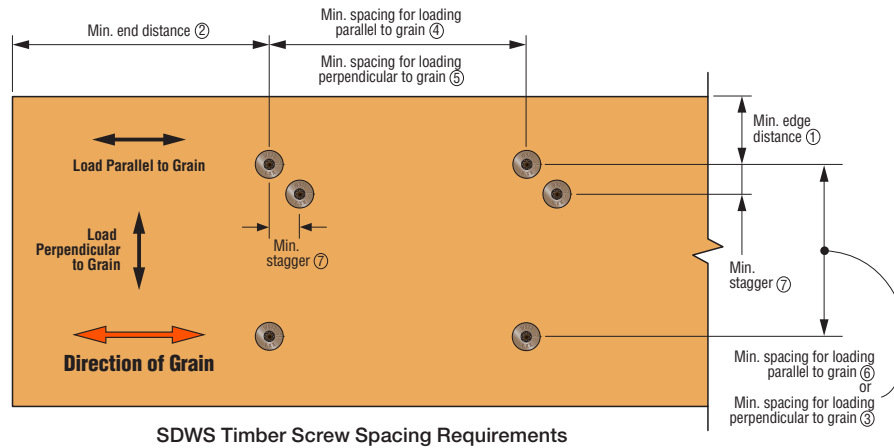 Min. end distance ②
Min. spacing for loading
parallel to grain ④
Min. spacing for loading
perpendicular to grain ⑤
Min. edge
distance ①
Load Parallel to Grain
Load
Perpendicular
to Grain
Min.
stagger ⑦
Min.
stagger ⑦
Direction of Grain
Min. spacing for loading
parallel to grain ⑥
or
Min. spacing for loading
perpendicular to grain ③
SDWS Timber Screw Spacing Requirements